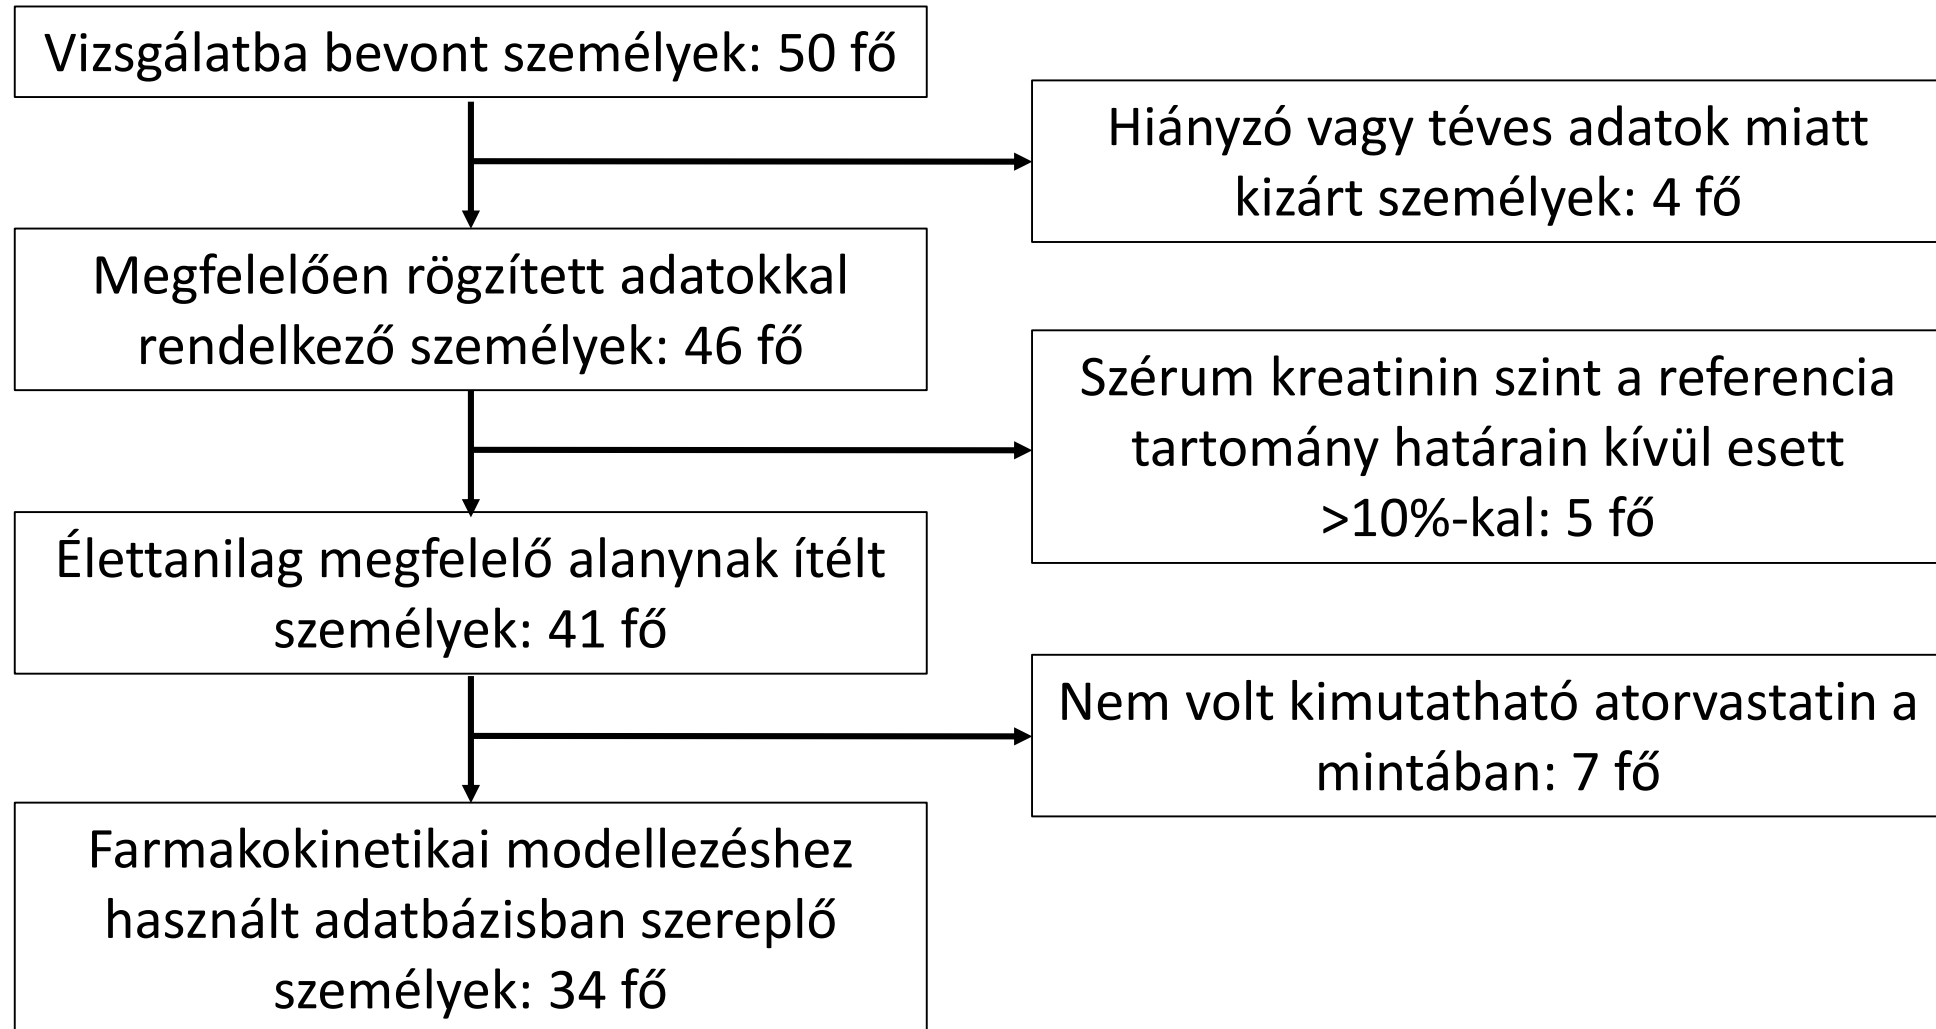 Vizsgálatba bevont személyek: 50 fő
Hiányzó vagy téves adatok miatt
kizárt személyek: 4 fő
Megfelelően rögzített adatokkal
rendelkező személyek: 46 fő
Szérum kreatinin szint a referencia
tartomány határain kívül esett
>10%-kal: 5 fő
Élettanilag megfelelő alanynak ítélt
személyek: 41 fő
Nem volt kimutatható atorvastatin a
mintában: 7 fő
Farmakokinetikai modellezéshez
használt adatbázisban szereplő
személyek: 34 fő